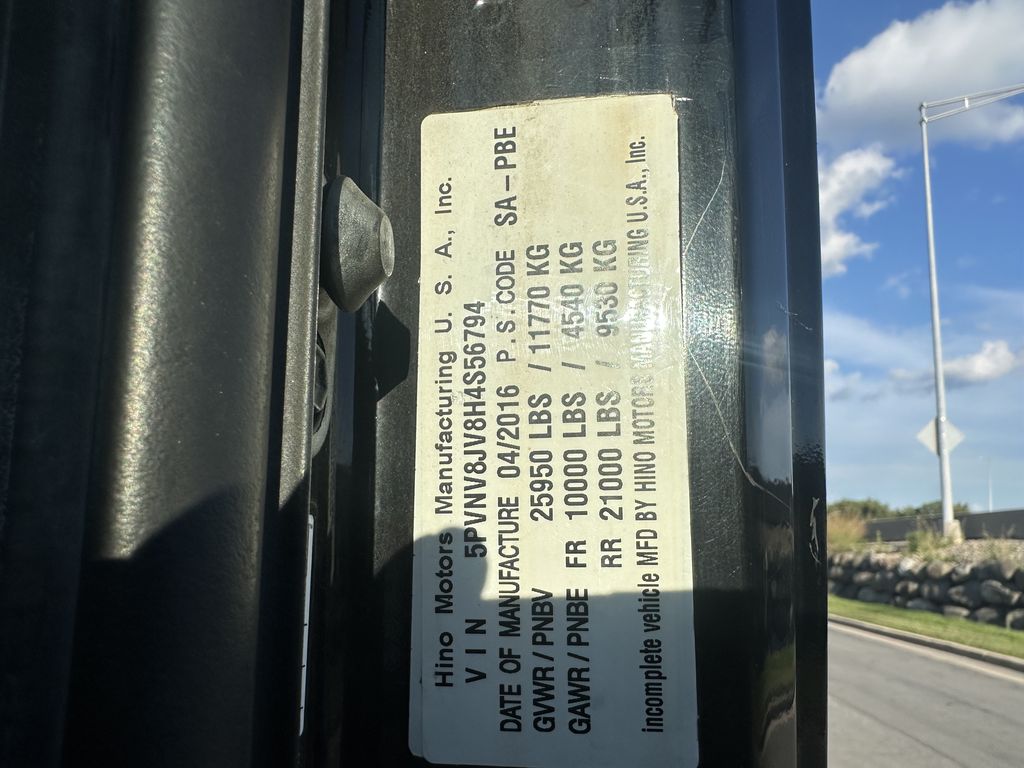 Hino Motors Manufacturing U. S. A., Inc.
VIN 5PVNV8JV8H4S56794
DATE OF MANUFACTURE 04/2016 P.S.CODE SA-PBE
GVWR/PNBV 25950 LBS /11770 KG
GAWR/PNBE FR 10000 LBS / 4540 KG
RR 21000 LBS / 9530 KG
incomplete vehicle MFD BY HINO MOTORS MANUFACTURING U.S.A., Inc.